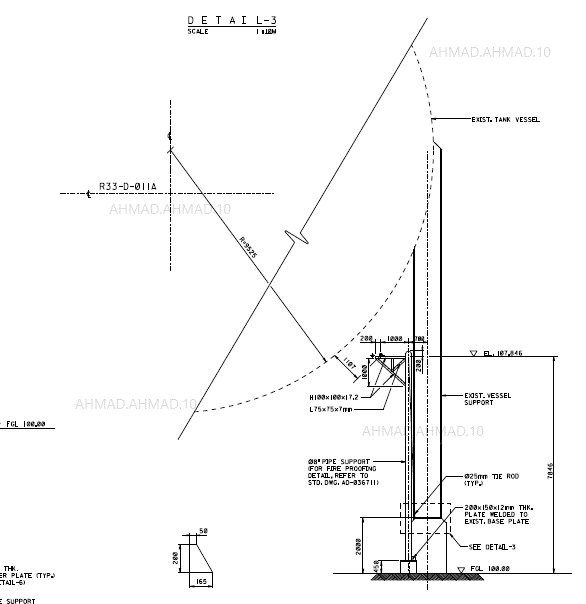 DETAIL-3
SCALE
AHMAD.AHMAD.10
EXIST. TANK VESSEL
R33-D-011A
AHMAD.AHMAD.10
R=9525
200 1000 700
EL. 107.846
1107
200
1000
H100x100x17.2
L75x75x7mm
EXIST. VESSEL
SUPPORT
AHMAD.AHMAD.10
FGL 100.00
AHMAD.AHMAD.10
Ø8" PIPE SUPPORT
(FOR FIRE PROOFING
DETAIL, REFER TO
STD. DWG. AD-036711)
7846
Ø25mm TIE ROD
(TYP.)
200x150x12mm THK.
PLATE WELDED TO
EXIST. BASE PLATE
50
2000
SEE DETAIL-3
200
450
THK.
ER PLATE (TYP.)
ETAIL-6)
165
FGL 100.00
E SUPPORT